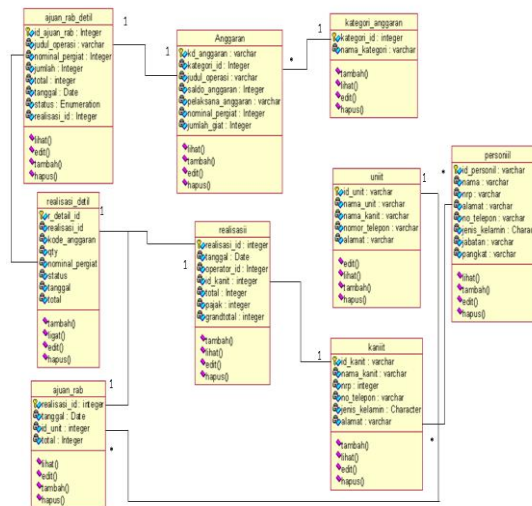 ajuan_rab_detil
id_ajuan_rab : Integer
judul_operasi : varchar
nominal_pergiat : Integer
jumlah : Integer
total : integer
tanggal : Date
status : Enumeration
realisasi_id : Integer
lihat()
edit()
tambah()
hapus()
1
1
Anggaran
kd_anggaran : varchar
kategori_id : Integer
judul_operasi : varchar
saldo_anggaran : Integer
pelaksana_anggaran : varchar
nominal_pergiat : Integer
jumlah_giat : Integer
lihat()
edit()
tambah()
hapus()
*
1
kategori_anggaran
kategori_id : integer
nama_kategori : varchar
tambah()
lihat()
edit()
hapus()
realisasi_detil
r_detail_id
realisasi_id
kode_anggaran
qty
nominal_pergiat
status
tanggal
total
tambah()
ligat()
edit()
hapus()
1
1
realisasii
realisasi_id : integer
tanggal : Date
operator_id : Integer
id_kanit : integer
total : Integer
pajak : integer
grandtotal : integer
tambah()
lihat()
edit()
hapus()
1
uniit
id_unit : varchar
nama_unit : varchar
nama_kanit : varchar
nomor_telepon : varchar
alamat : varchar
edit()
lihat()
tambah()
hapus()
1
*
personiil
id_personil : varchar
nama : varchar
nrp : varchar
alamat : varchar
no_telepon : varchar
jenis_kelamin : Character
jabatan : varchar
pangkat : varchar
lihat()
tambah()
edit()
hapus()
kaniit
id_kanit : varchar
nama_kanit : varchar
nrp : integer
no_telepon : varchar
jenis_kelamin : Character
alamat : varchar
tambah()
lihat()
edit()
hapus()
*
ajuan_rab
realisasi_id : integer
tanggal : Date
id_unit : integer
total : Integer
lihat()
edit()
tambah()
hapus()
1
*